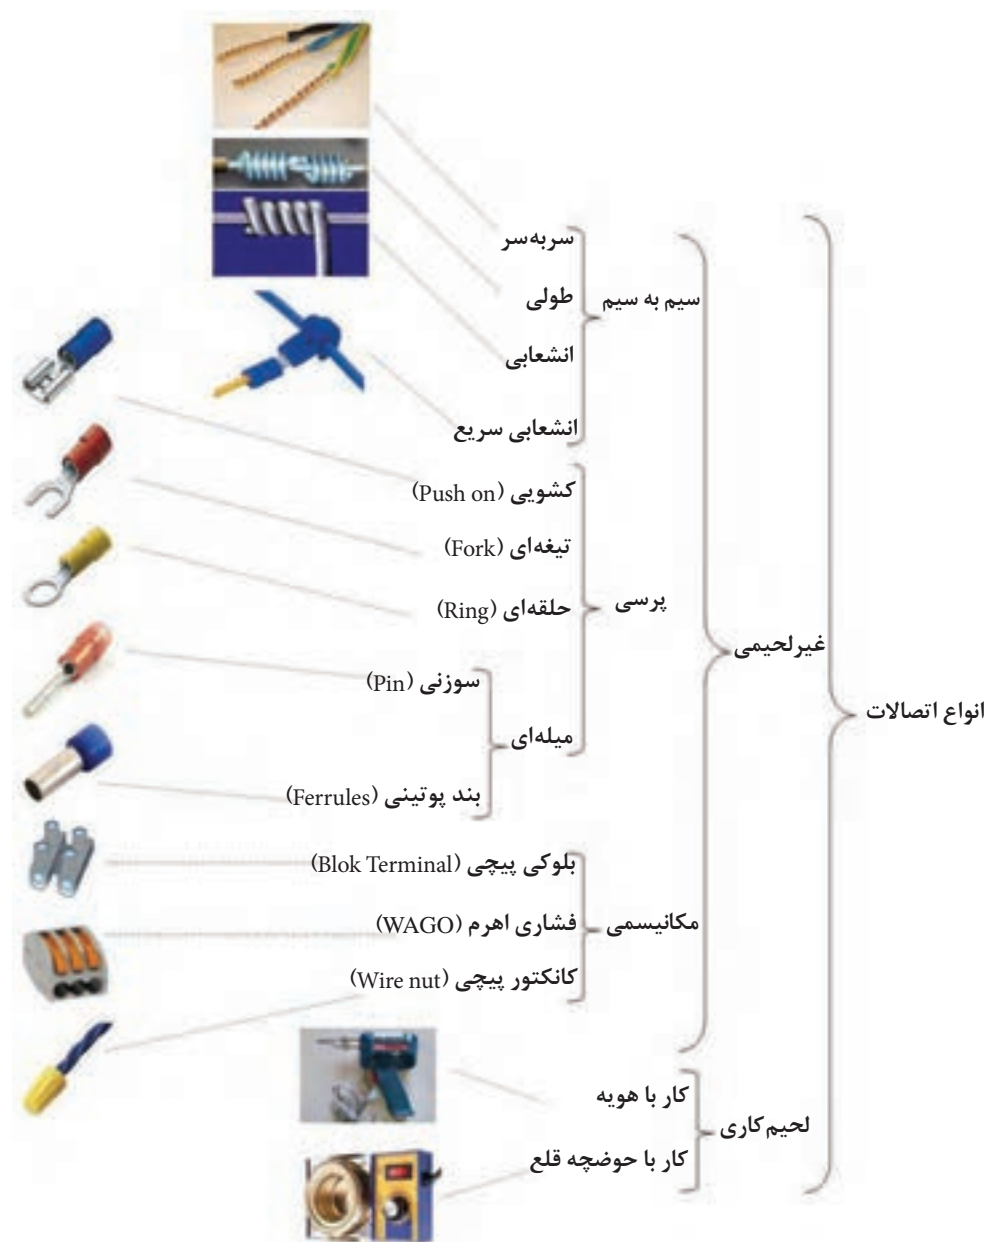 سربه‌سر
طولی
انشعابی
انشعابی سریع
سیم به سیم
کشویی (Push on)
تیغه‌ای (Fork)
حلقه‌ای (Ring)
پرسی
سوزنی (Pin)
میله‌ای
بند پوتینی (Ferrules)
غیرلحیمی
انواع اتصالات
بلوکی پیچی (Blok Terminal)
فشاری اهرم (WAGO)
مکانیسمی
کانکتور پیچی (Wire nut)
کار با هویه
لحیم‌کاری
کار با حوضچه قلع